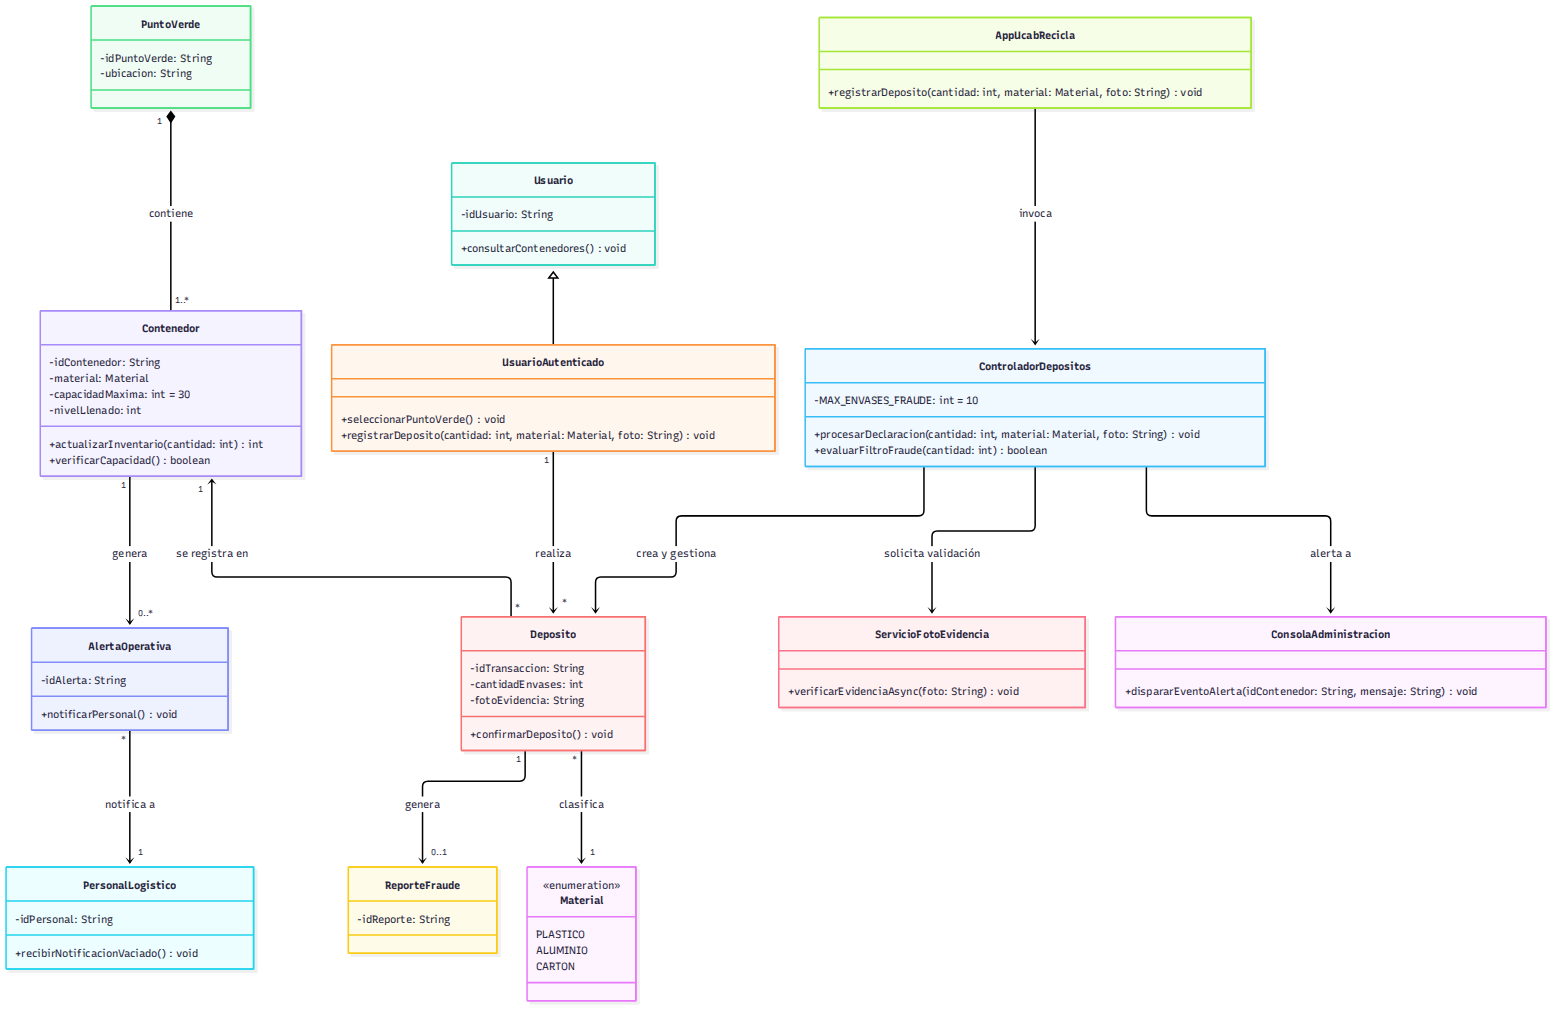 PuntoVerde
-idPuntoVerde: String
-ubicacion: String
1
contiene
1..*
AppUcabRecicla
+registrarDeposito(cantidad: int, material: Material, foto: String) : void
invoca
Usuario
-idUsuario: String
+consultarContenedores() : void
Contenedor
-idContenedor: String
-material: Material
-capacidadMaxima: int = 30
-nivelLlenado: int
+actualizarInventario(cantidad: int) : int
+verificarCapacidad() : boolean
UsuarioAutenticado
+seleccionarPuntoVerde() : void
+registrarDeposito(cantidad: int, material: Material, foto: String) : void
ControladorDepositos
-MAX_ENVASES_FRAUDE: int = 10
+procesarDeclaracion(cantidad: int, material: Material, foto: String) : void
+evaluarFiltroFraude(cantidad: int) : boolean
1
1
1
genera
se registra en
realiza
crea y gestiona
solicita validación
alerta a
0..*
*
*
AlertaOperativa
-idAlerta: String
+notificarPersonal() : void
Deposito
-idTransaccion: String
-cantidadEnvases: int
-fotoEvidencia: String
+confirmarDeposito() : void
ServicioFotoEvidencia
+verificarEvidenciaAsync(foto: String) : void
ConsolaAdministracion
+dispararEventoAlerta(idContenedor: String, mensaje: String) : void
*
1
*
notifica a
genera
clasifica
1
0..1
1
PersonalLogistico
-idPersonal: String
+recibirNotificacionVaciado() : void
ReporteFraude
-idReporte: String
«enumeration»
Material
PLASTICO
ALUMINIO
CARTON